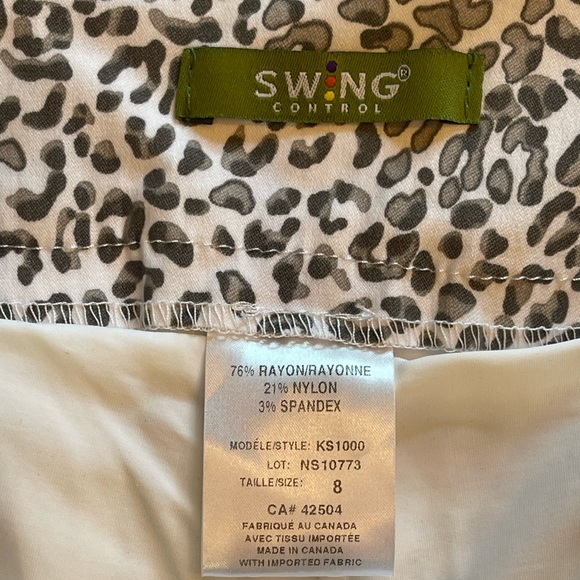 SWING®
CONTROL
76% RAYON/RAYONNE
21% NYLON
3% SPANDEX
MODÉLE/STYLE: KS1000
LOT: NS10773
TAILLE/SIZE: 8
CA# 42504
FABRIQUÉ AU CANADA
AVEC TISSU IMPORTÉE
MADE IN CANADA
WITH IMPORTED FABRIC